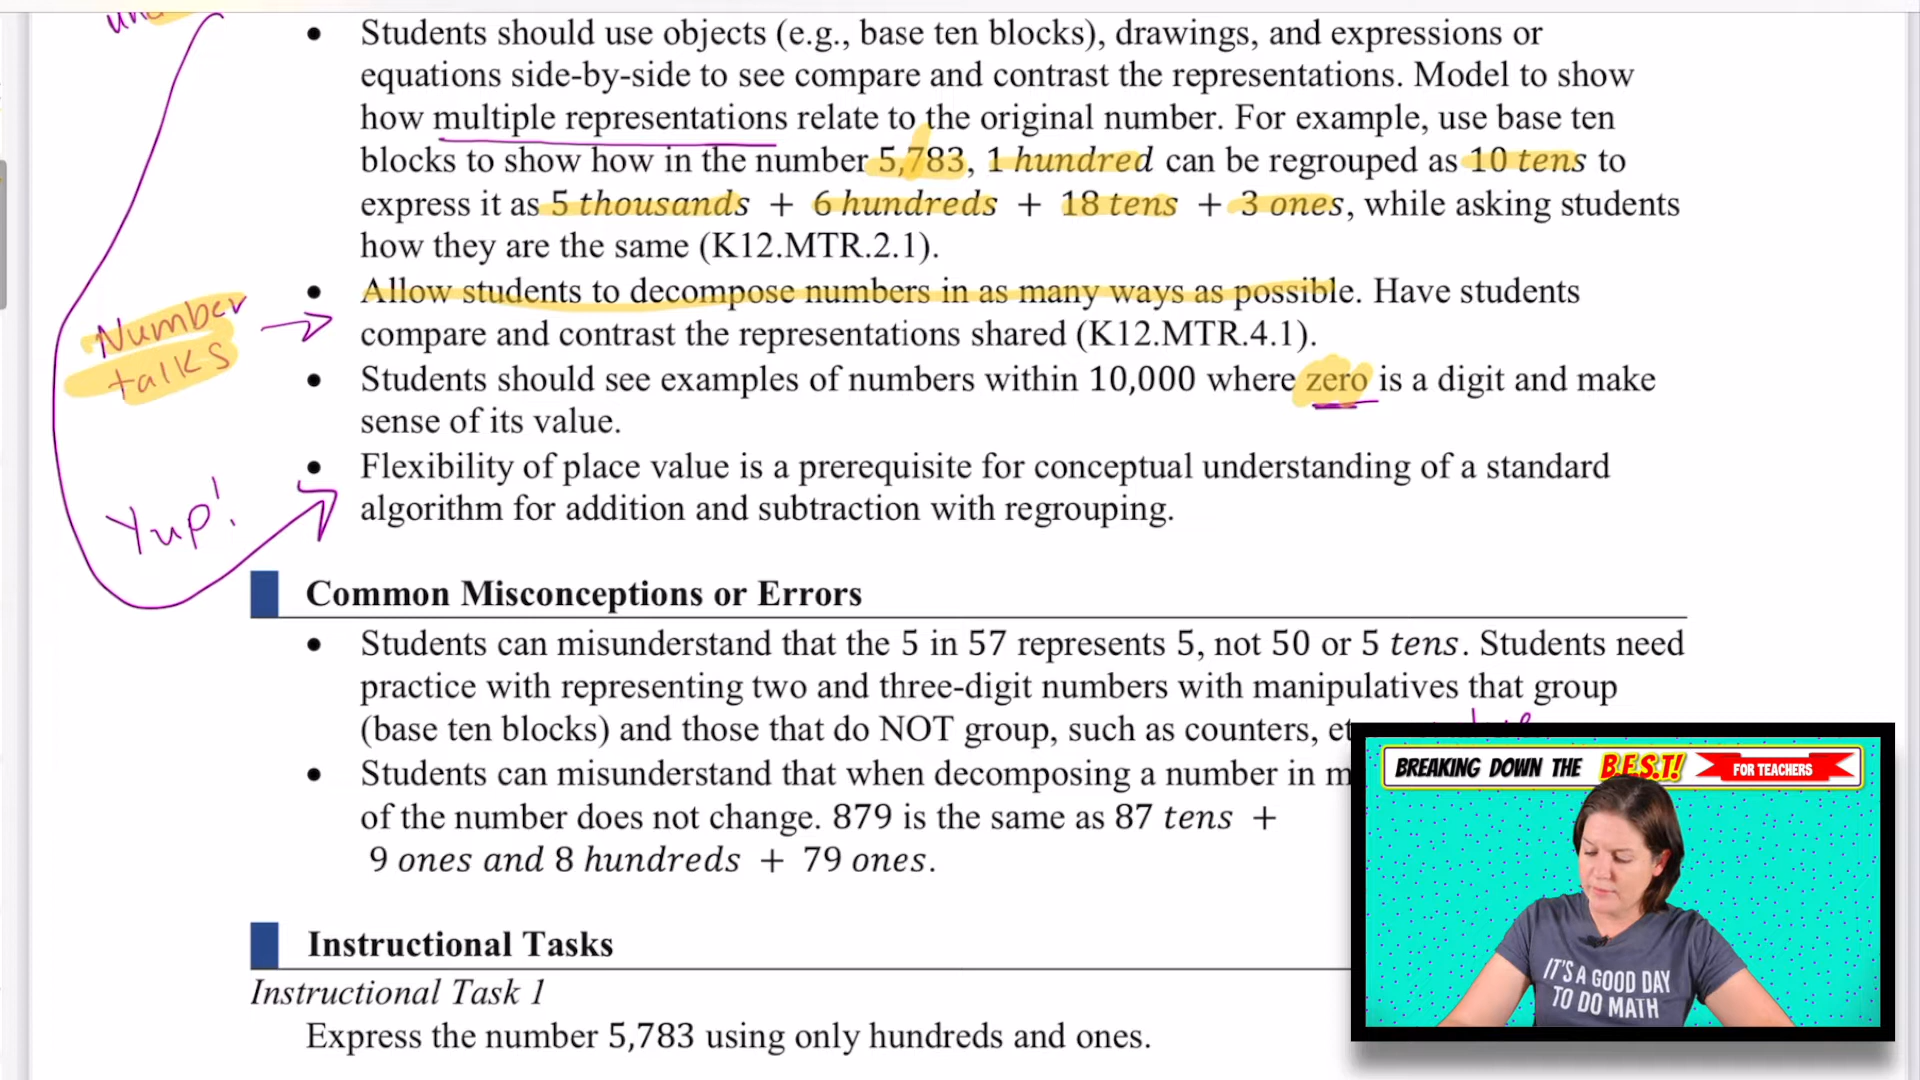 Students should use objects (e.g., base ten blocks), drawings, and expressions or
equations side-by-side to see compare and contrast the representations. Model to show
how multiple representations relate to the original number. For example, use base ten
blocks to show how in the number 5,783, 1 hundred can be regrouped as 10 tens to
express it as 5 thousands + 6 hundreds + 18 tens + 3 ones, while asking students
how they are the same (K12.MTR.2.1).
Number
talks
Allow students to decompose numbers in as many ways as possible. Have students
compare and contrast the representations shared (K12.MTR.4.1).
Students should see examples of numbers within 10,000 where zero is a digit and make
sense of its value.
Yup!
Flexibility of place value is a prerequisite for conceptual understanding of a standard
algorithm for addition and subtraction with regrouping.
Common Misconceptions or Errors
Students can misunderstand that the 5 in 57 represents 5, not 50 or 5 tens. Students need
practice with representing two and three-digit numbers with manipulatives that group
(base ten blocks) and those that do NOT group, such as counters,
Students can misunderstand that when decomposing a number in
of the number does not change. 879 is the same as 87 tens +
9 ones and 8 hundreds + 79 ones.
Instructional Tasks
Instructional Task 1
Express the number 5,783 using only hundreds and ones.
BREAKING DOWN THE B.E.S.T! FOR TEACHERS
IT'S A GOOD DAY
TO DO MATH